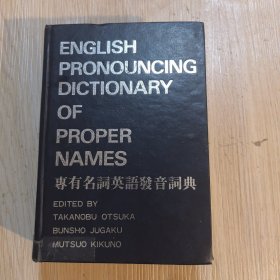 ENGLISH
PRONOUNCING
DICTIONARY
OF
PROPER
NAMES
專有名詞英語發音詞典
EDITED BY
TAKANOBU OTSUKA
BUNSHO JUGAKU
MUTSUO KIKUNO